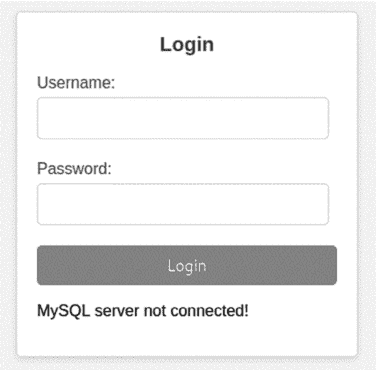 Login
Username:
Password:
Login
MySQL server not connected!